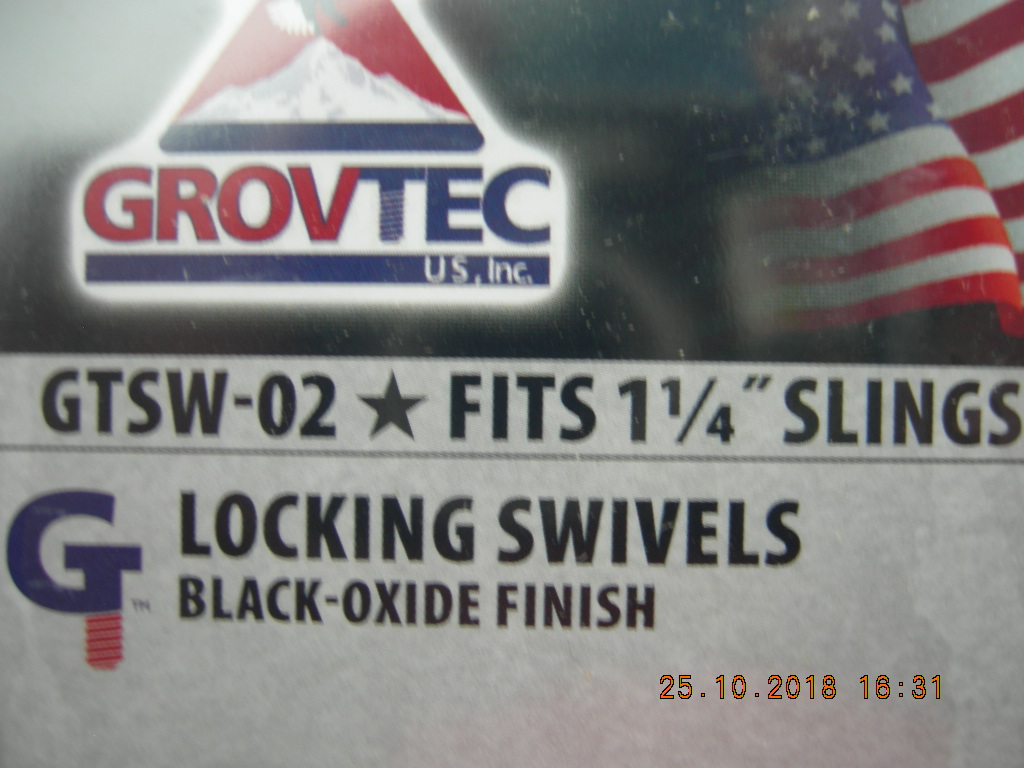 GROVTEC
US, Inc.
GTSW-02 ★ FITS 1¼" SLINGS
G
LOCKING SWIVELS
TM
BLACK-OXIDE FINISH
25.10.2018 16:31